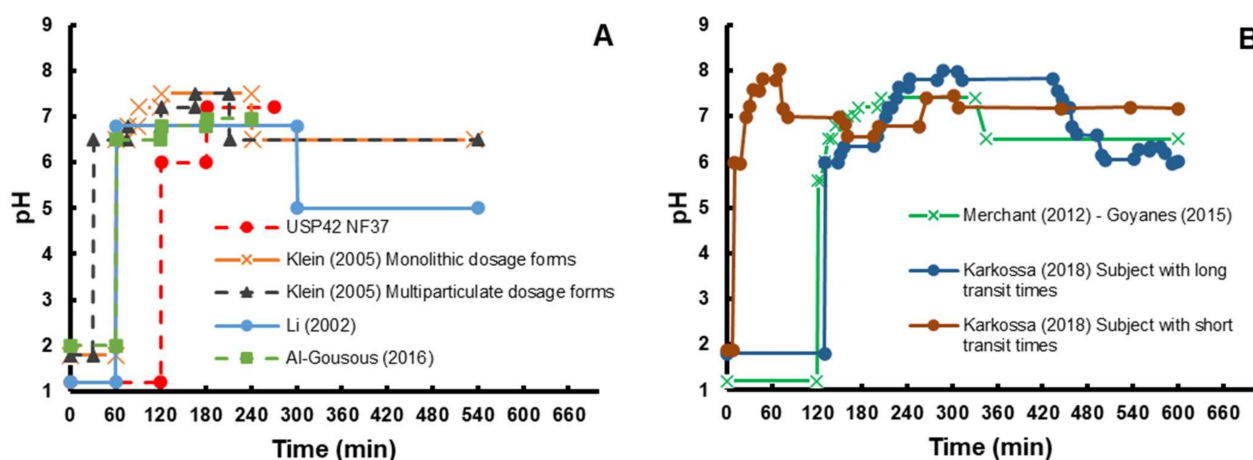 A
9
8
7
6
5
4
3
2
1
pH
USP42 NF37
Klein (2005) Monolithic dosage forms
Klein (2005) Multiparticulate dosage forms
Li (2002)
Al-Gousous (2016)
0 60 120 180 240 300 360 420 480 540 600 660
Time (min)
B
9
8
7
6
5
4
3
2
1
pH
Merchant (2012) - Goyanes (2015)
Karkossa (2018) Subject with long
transit times
Karkossa (2018) Subject with short
transit times
0 60 120 180 240 300 360 420 480 540 600 660
Time (min)